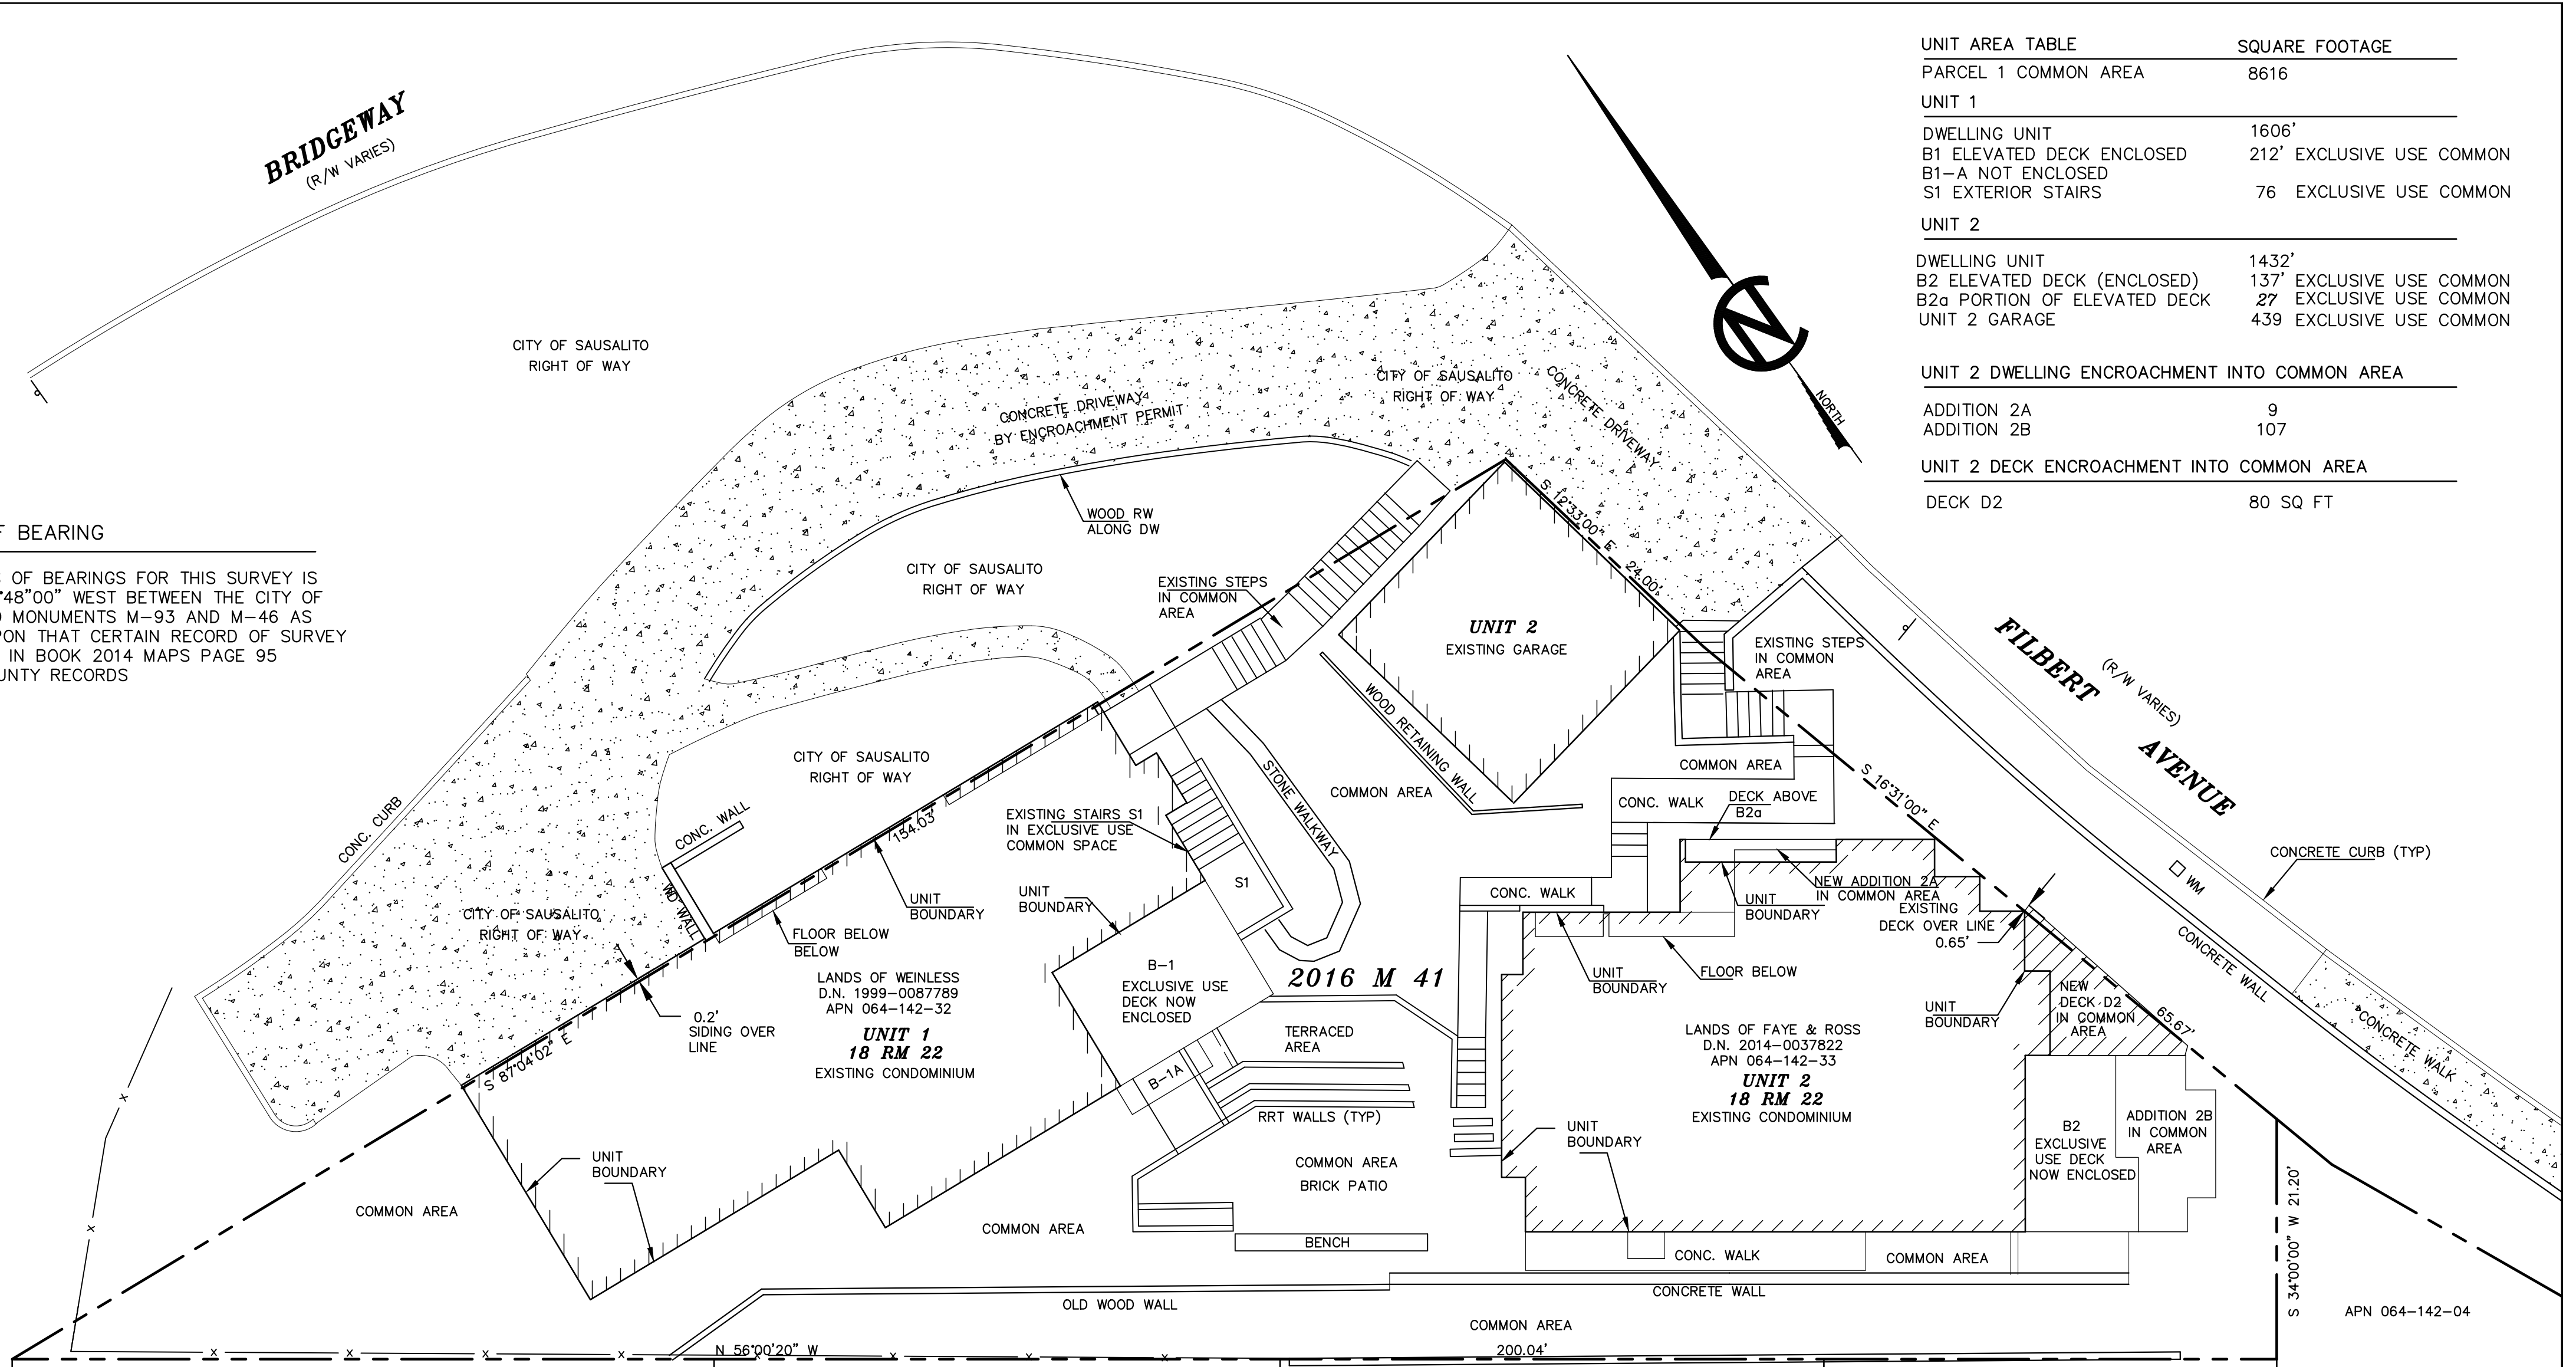 UNIT AREA TABLE SQUARE FOOTAGE
PARCEL 1 COMMON AREA 8616
UNIT 1
DWELLING UNIT 1606'
B1 ELEVATED DECK ENCLOSED 212' EXCLUSIVE USE COMMON
B1-A NOT ENCLOSED
S1 EXTERIOR STAIRS 76 EXCLUSIVE USE COMMON
UNIT 2
DWELLING UNIT 1432'
B2 ELEVATED DECK (ENCLOSED) 137' EXCLUSIVE USE COMMON
B2a PORTION OF ELEVATED DECK 27 EXCLUSIVE USE COMMON
UNIT 2 GARAGE 439 EXCLUSIVE USE COMMON
UNIT 2 DWELLING ENCROACHMENT INTO COMMON AREA
ADDITION 2A 9
ADDITION 2B 107
UNIT 2 DECK ENCROACHMENT INTO COMMON AREA
DECK D2 80 SQ FT
BRIDGEWAY
(R/W VARIES)
CITY OF SAUSALITO
RIGHT OF WAY
NORTH
CITY OF SAUSALITO
RIGHT OF WAY
CONCRETE DRIVEWAY
CONCRETE DRIVEWAY
BY ENCROACHMENT PERMIT
WOOD RW
ALONG DW
F BEARING
OF BEARINGS FOR THIS SURVEY IS
°48"00" WEST BETWEEN THE CITY OF
MONUMENTS M-93 AND M-46 AS
PON THAT CERTAIN RECORD OF SURVEY
IN BOOK 2014 MAPS PAGE 95
UNTY RECORDS
CITY OF SAUSALITO
RIGHT OF WAY
EXISTING STEPS
IN COMMON
AREA
S 12°33'00" E
24.00'
UNIT 2
EXISTING GARAGE
EXISTING STEPS
IN COMMON
AREA
FILBERT
AVENUE
(R/W VARIES)
WOOD RETAINING WALL
STONE WALKWAY
COMMON AREA
COMMON AREA
CITY OF SAUSALITO
RIGHT OF WAY
CONC. CURB
CONC. WALL
WD WALL
154.03'
EXISTING STAIRS S1
IN EXCLUSIVE USE
COMMON SPACE
S1
CONC. WALK
DECK ABOVE
B2a
S 16°31'00" E
CONCRETE CURB (TYP)
WM
UNIT
BOUNDARY
UNIT
BOUNDARY
CONC. WALK
NEW ADDITION 2A
IN COMMON AREA
UNIT
BOUNDARY
EXISTING
DECK OVER LINE
0.65'
CITY OF SAUSALITO
RIGHT OF WAY
FLOOR BELOW
BELOW
CONCRETE WALL
CONCRETE WALK
LANDS OF WEINLESS
D.N. 1999-0087789
APN 064-142-32
UNIT 1
18 RM 22
EXISTING CONDOMINIUM
B-1
EXCLUSIVE USE
DECK NOW
ENCLOSED
2016 M 41
UNIT
BOUNDARY
FLOOR BELOW
UNIT
BOUNDARY
NEW
DECK D2
IN COMMON
AREA
65.67'
0.2'
SIDING OVER
LINE
S 87°04'02" E
TERRACED
AREA
LANDS OF FAYE & ROSS
D.N. 2014-0037822
APN 064-142-33
UNIT 2
18 RM 22
EXISTING CONDOMINIUM
B-1A
RRT WALLS (TYP)
UNIT
BOUNDARY
B2
EXCLUSIVE
USE DECK
NOW ENCLOSED
ADDITION 2B
IN COMMON
AREA
UNIT
BOUNDARY
COMMON AREA
BRICK PATIO
COMMON AREA
COMMON AREA
BENCH
CONC. WALK
COMMON AREA
S 34°00'00" W 21.20'
OLD WOOD WALL
CONCRETE WALL
APN 064-142-04
COMMON AREA
N 56°00'20" W
200.04'